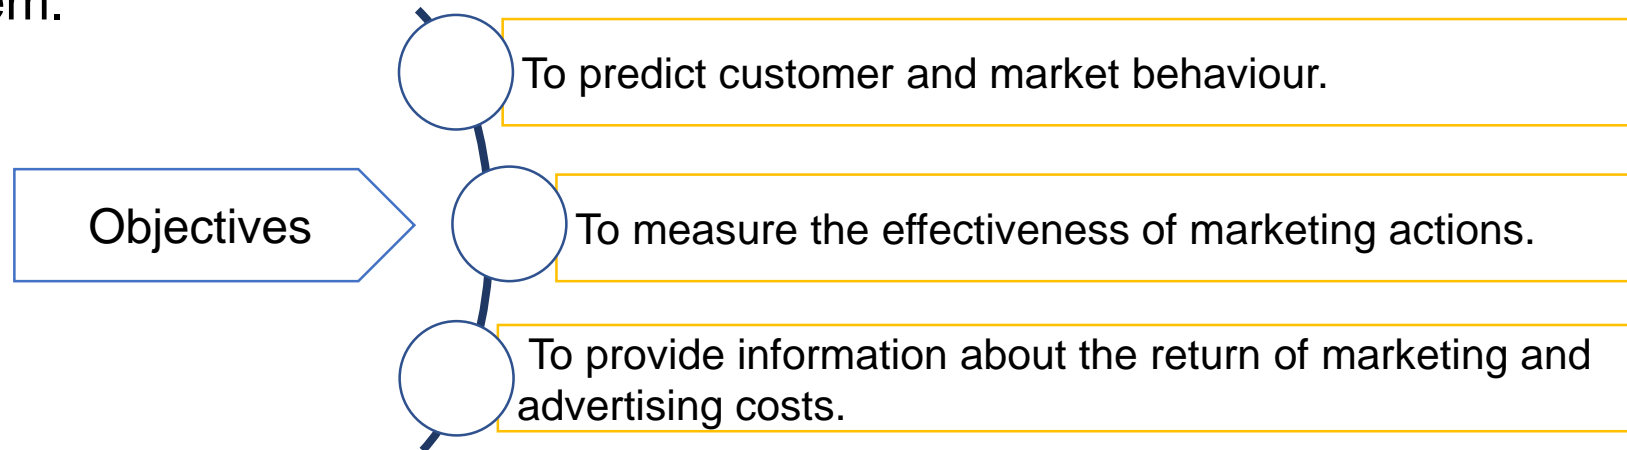 To predict customer and market behaviour.
Objectives
To measure the effectiveness of marketing actions.
To provide information about the return of marketing and
advertising costs.